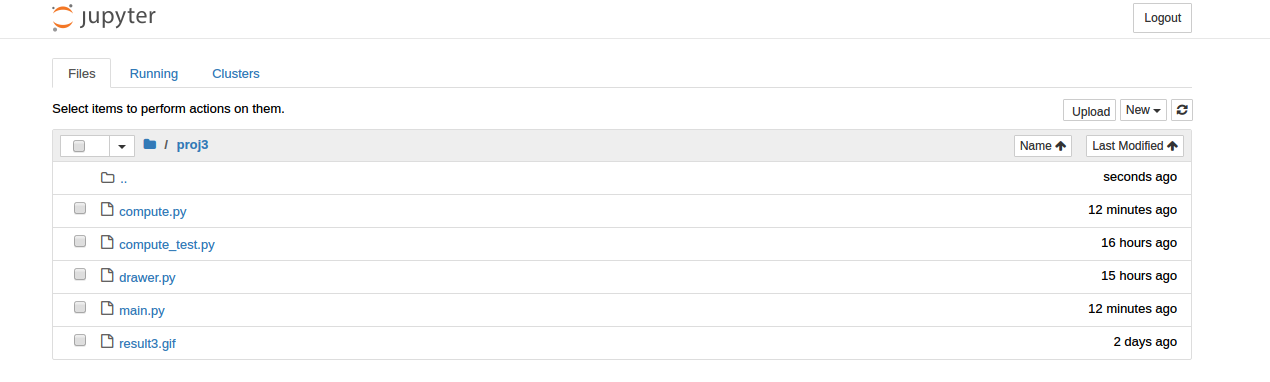 jupyter
Logout
Files Running Clusters
Select items to perform actions on them.
Upload New
/ proj3 Name Last Modified
.. seconds ago
compute.py 12 minutes ago
compute_test.py 16 hours ago
drawer.py 15 hours ago
main.py 12 minutes ago
result3.gif 2 days ago